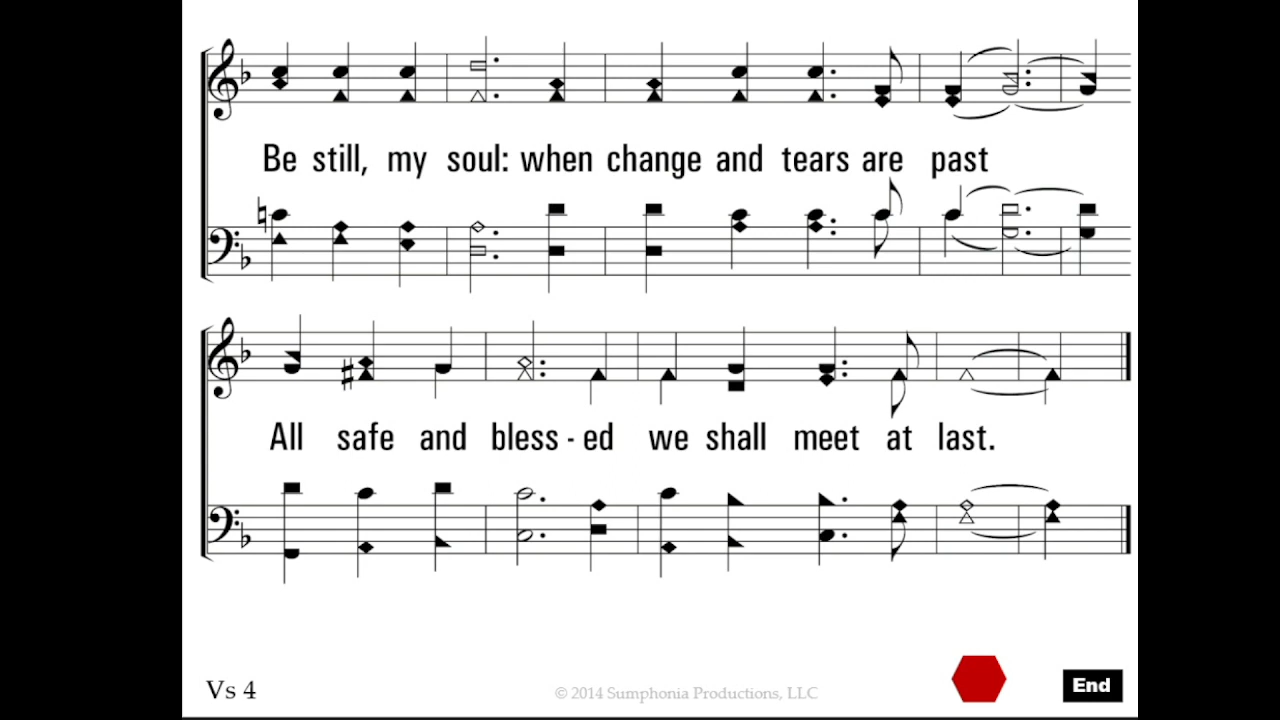 Be still, my soul: when change and tears are past
All safe and bless - ed we shall meet at last.
Vs 4
© 2014 Sumphonia Productions, LLC
End